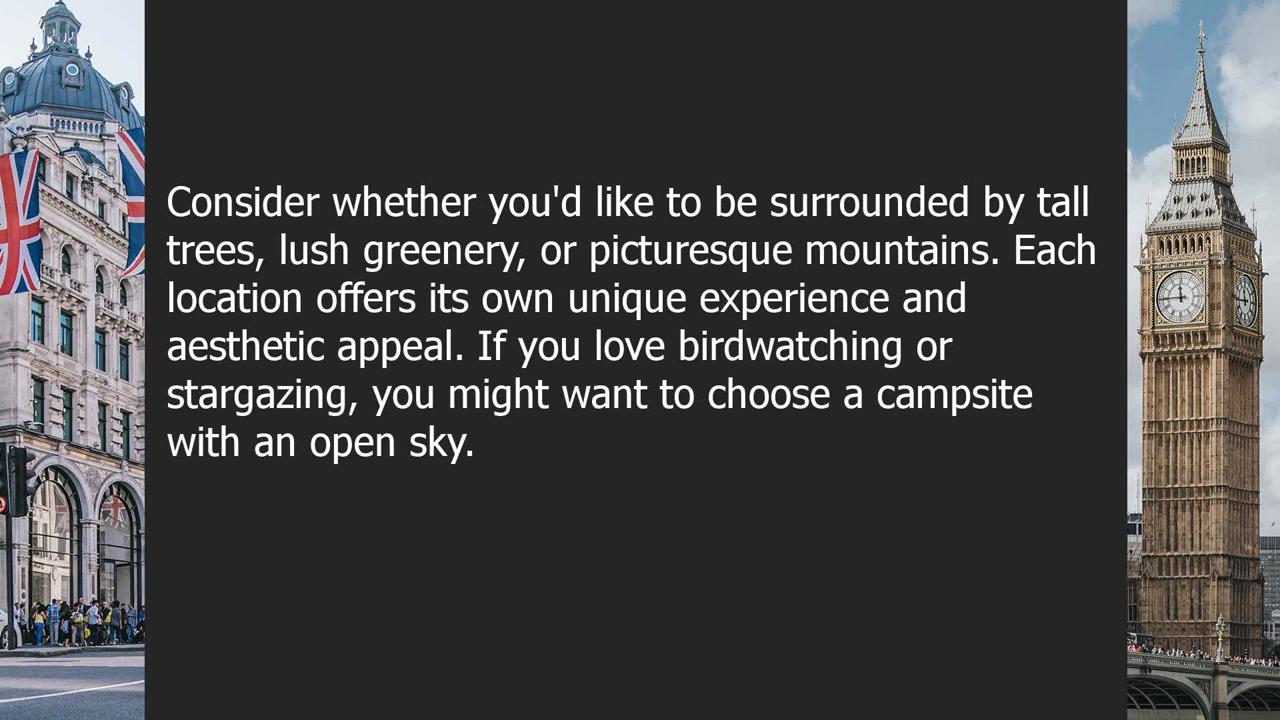 Consider whether you'd like to be surrounded by tall
trees, lush greenery, or picturesque mountains. Each
location offers its own unique experience and
aesthetic appeal. If you love birdwatching or
stargazing, you might want to choose a campsite
with an open sky.